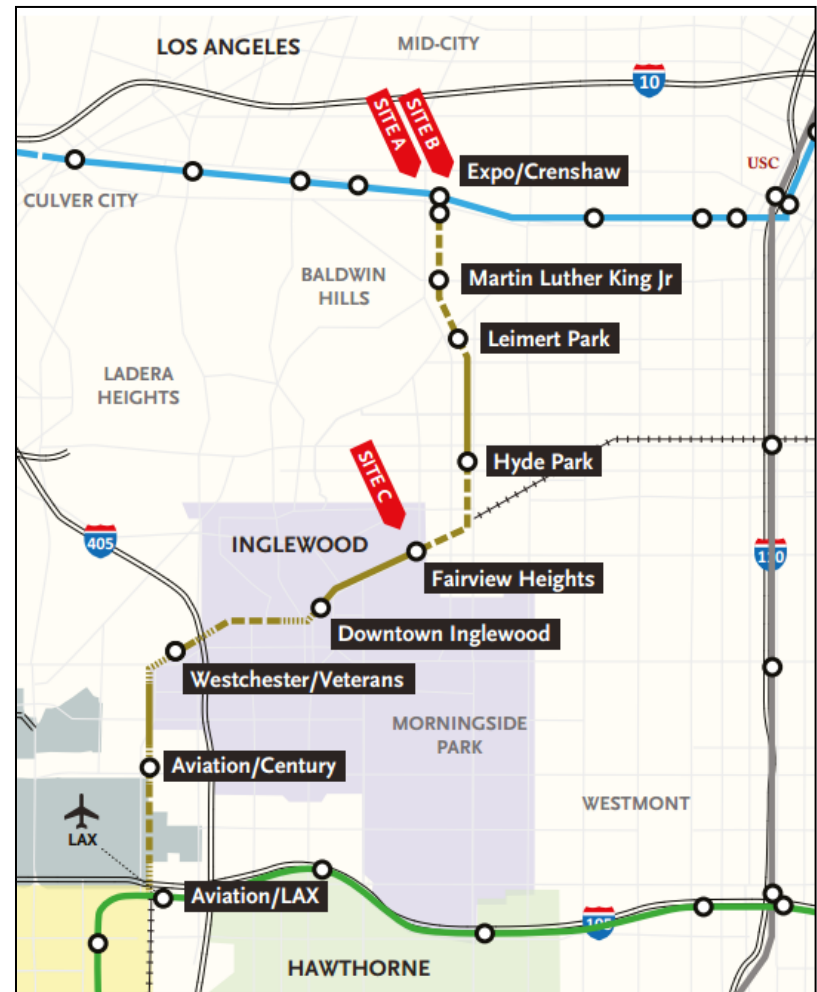 LOS ANGELES
MID-CITY
10
SITE A
SITE B
Expo/Crenshaw
USC
CULVER CITY
BALDWIN
HILLS
Martin Luther King Jr
Leimert Park
LADERA
HEIGHTS
Hyde Park
SITE C
405
INGLEWOOD
110
Fairview Heights
Downtown Inglewood
Westchester/Veterans
MORNINGSIDE
PARK
Aviation/Century
WESTMONT
LAX
Aviation/LAX
105
HAWTHORNE